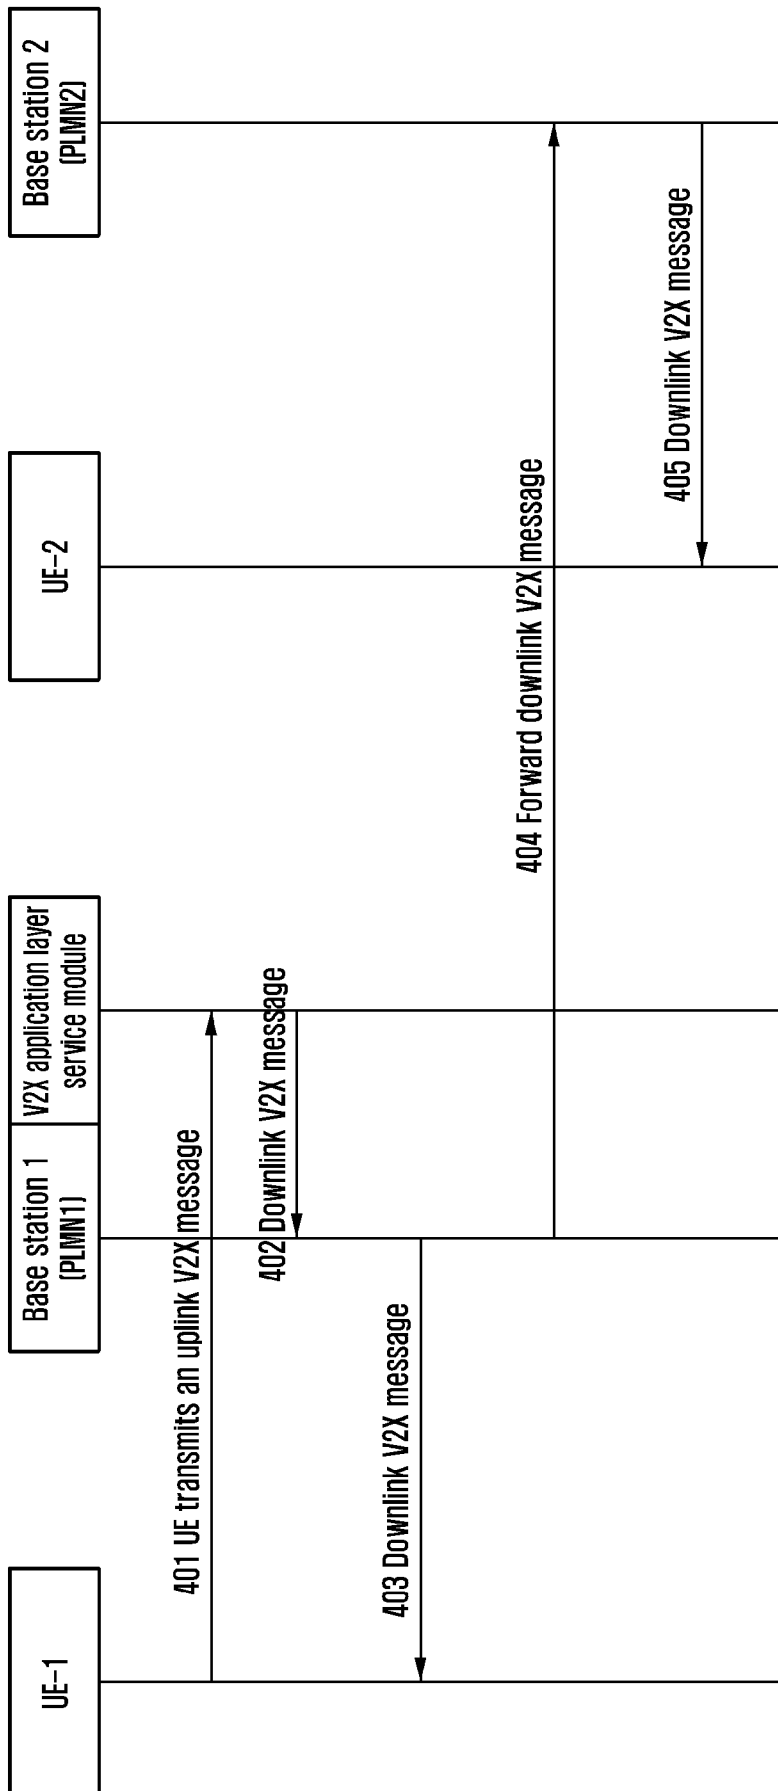 UE-1
Base station 1
(PLMN1)
V2X application layer
service module
UE-2
Base station 2
(PLMN2)
401 UE transmits an uplink V2X message
402 Downlink V2X message
403 Downlink V2X message
404 Forward downlink V2X message
405 Downlink V2X message